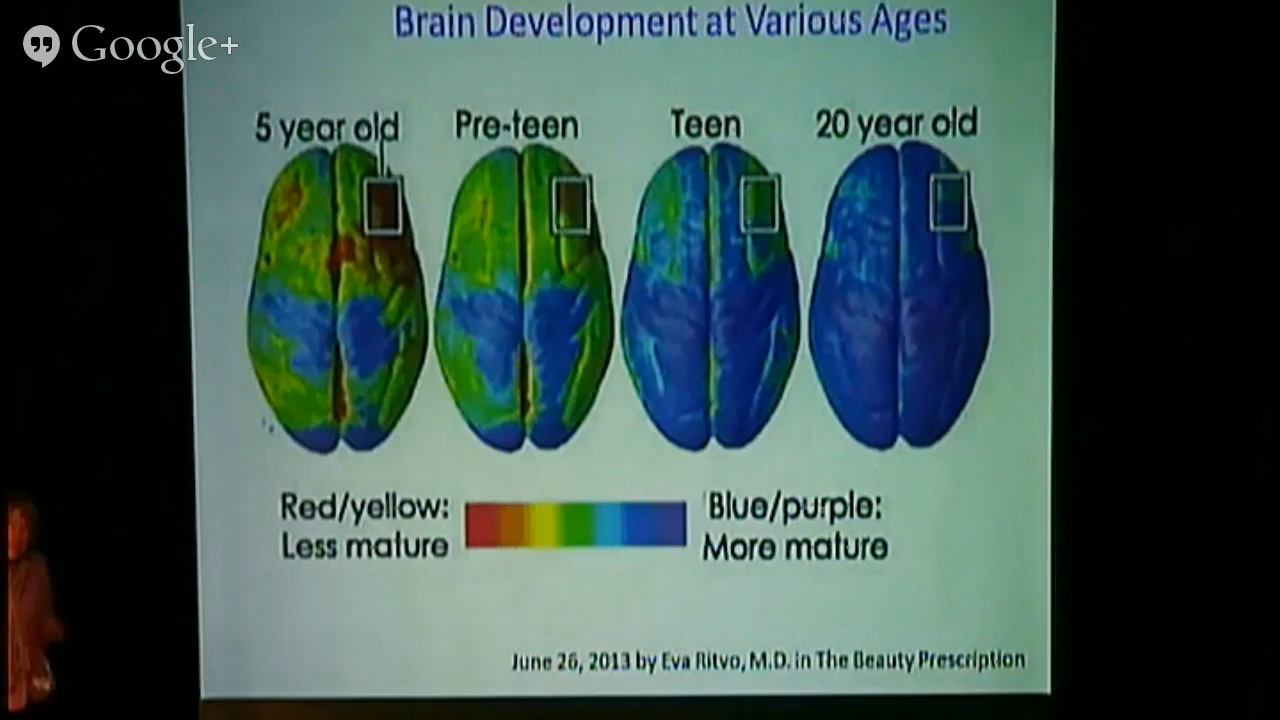 Google+
Brain Development at Various Ages
5 year old
Pre-teen
Teen
20 year old
Red/yellow:
Less mature
Blue/purple:
More mature
June 26, 2013 by Eva Ritvo, M.D. in The Beauty Prescription